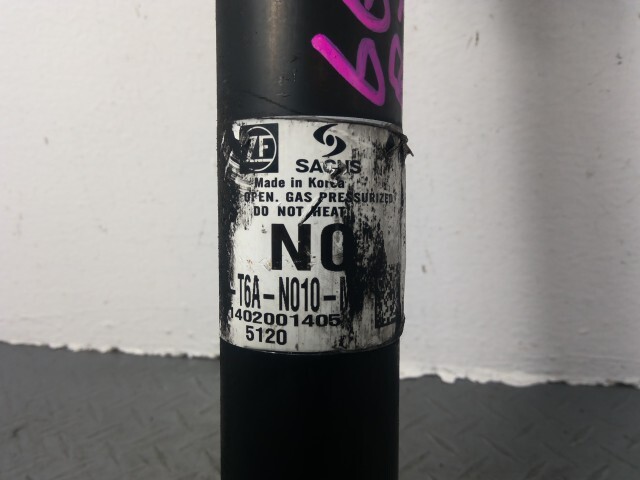 ZF
SACHS
Made in Korea
OPEN. GAS PRESSURIZED
DO NOT HEAT
NO
-T6A-N010-
1402001405
5120